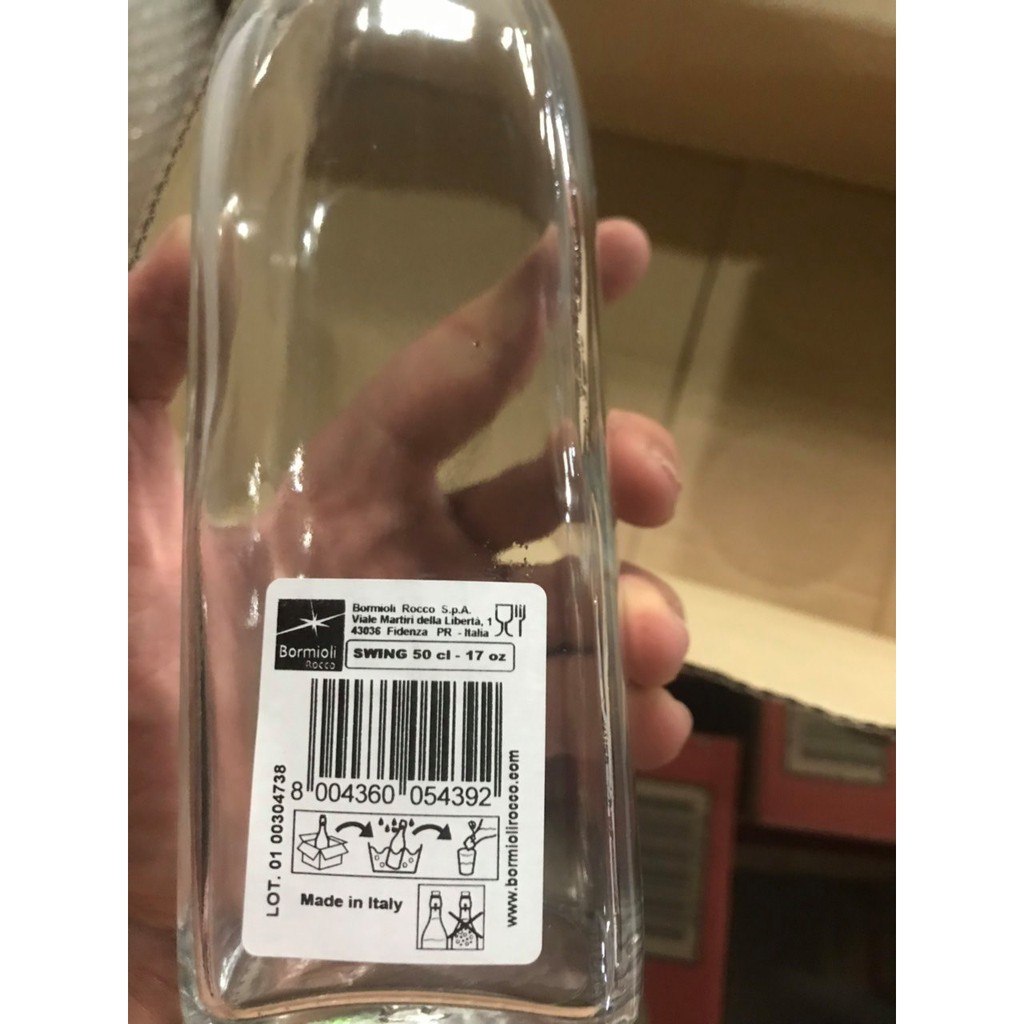 Bormioli Rocco S.p.A.
Viale Martiri della Libertà, 1
43036 Fidenza PR - Italia
Bormioli
Rocco
SWING 50 cl - 17 oz
8 004360 054392
LOT. 01 00304738
www.bormiolirocco.com
Made in Italy